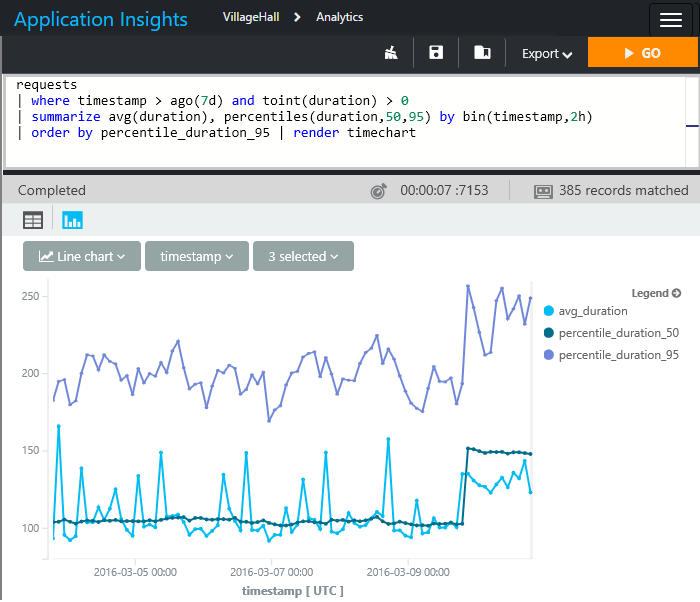 Application Insights VillageHall > Analytics
Export GO
requests
| where timestamp > ago(7d) and toint(duration) > 0
| summarize avg(duration), percentiles(duration,50,95) by bin(timestamp,2h)
| order by percentile_duration_95 | render timechart
Completed 00:00:07 :7153 385 records matched
Line chart timestamp 3 selected
Legend
250
avg_duration
percentile_duration_50
percentile_duration_95
200
150
100
2016-03-05 00:00 2016-03-07 00:00 2016-03-09 00:00
timestamp [ UTC ]